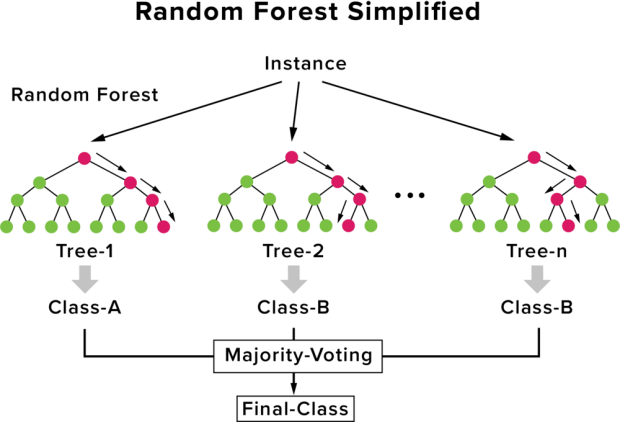 Random Forest Simplified
Instance
Random Forest
Tree-1
Tree-2
Tree-n
Class-A
Class-B
Class-B
Majority-Voting
Final-Class